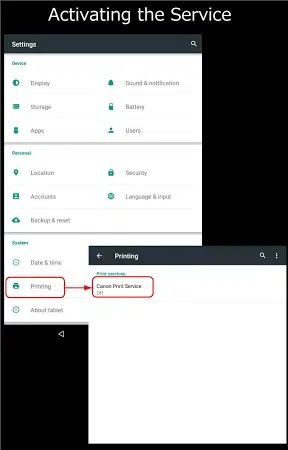 Activating the Service
Settings
Device
Display
Sound & notification
Storage
Battery
Apps
Users
Personal
Location
Security
Accounts
Language & input
Backup & reset
System
Date & time
Printing
About tablet
Printing
Print services
Canon Print Service
Off